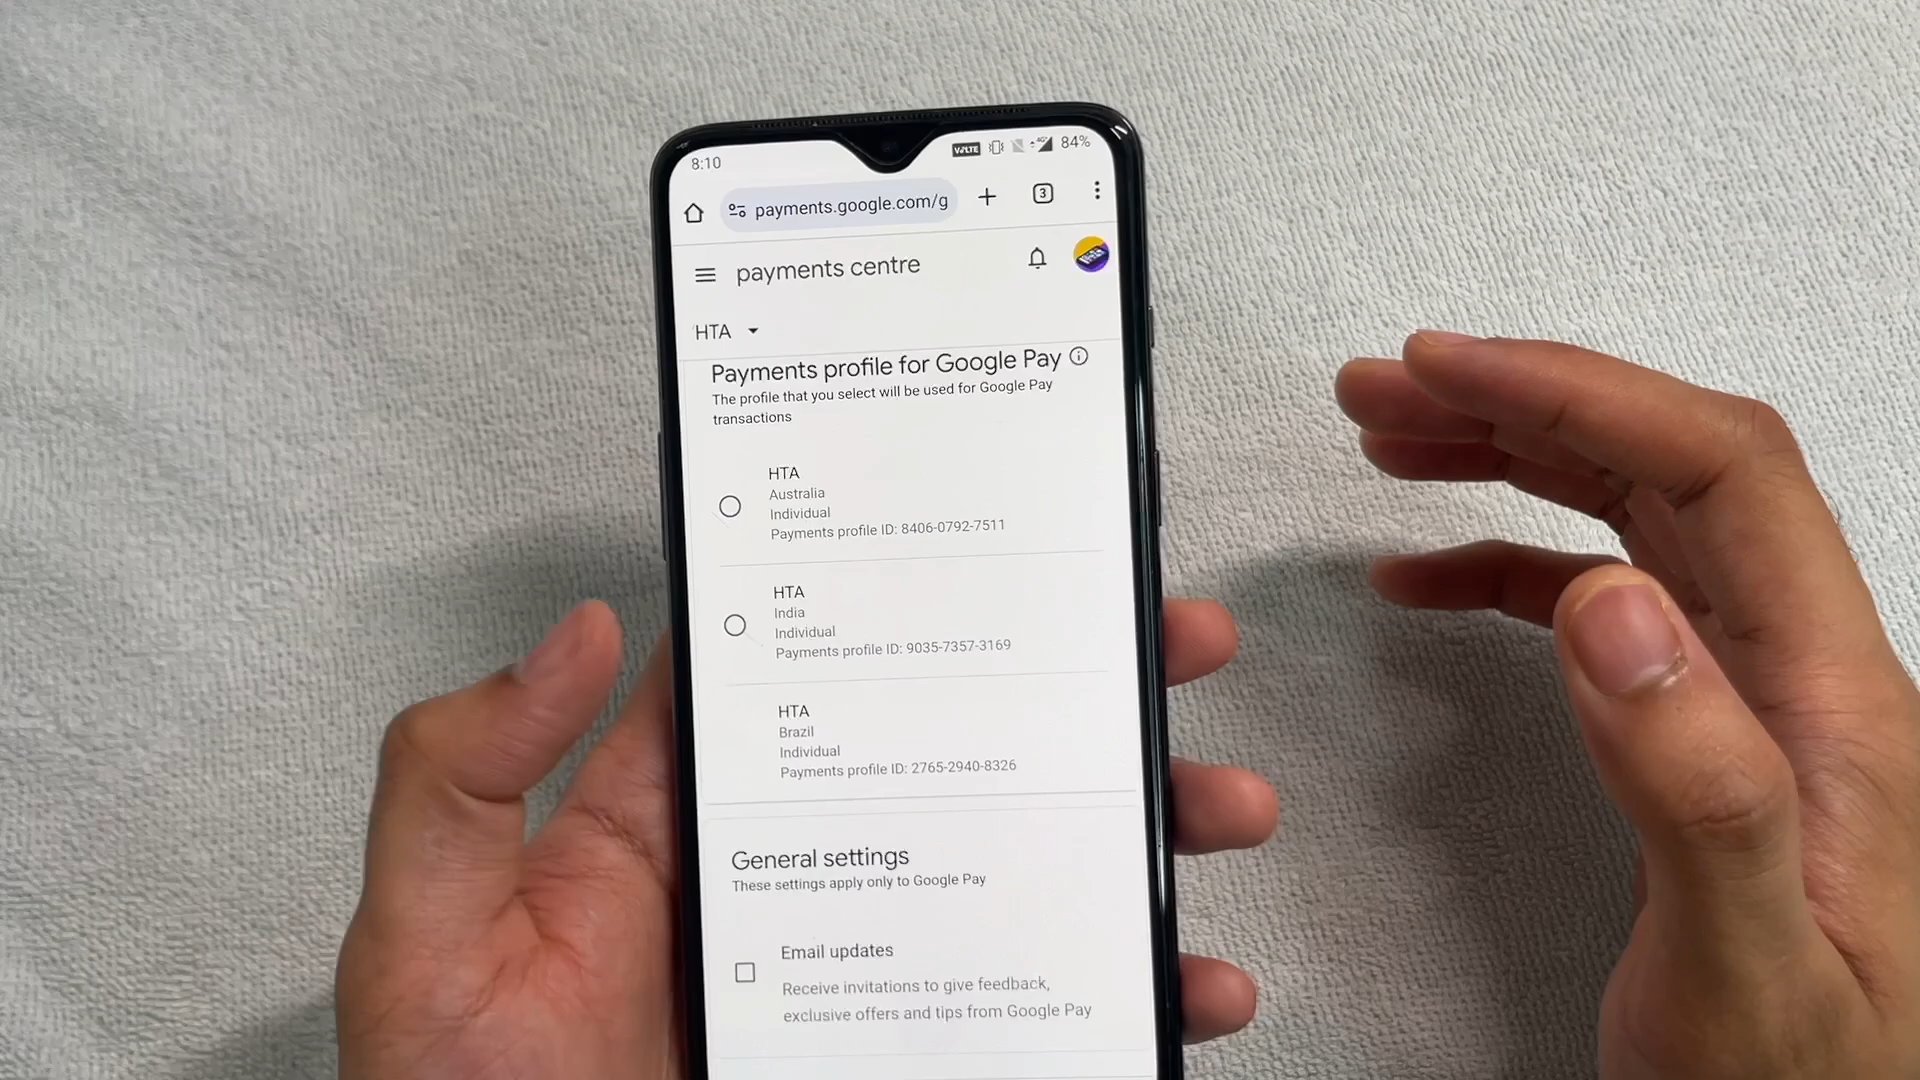 8:10
VoLTE
4G+
84%
payments.google.com/g
3
payments centre
HTA
Payments profile for Google Pay
The profile that you select will be used for Google Pay
transactions
HTA
Australia
Individual
Payments profile ID: 8406-0792-7511
HTA
India
Individual
Payments profile ID: 9035-7357-3169
HTA
Brazil
Individual
Payments profile ID: 2765-2940-8326
General settings
These settings apply only to Google Pay
Email updates
Receive invitations to give feedback,
exclusive offers and tips from Google Pay